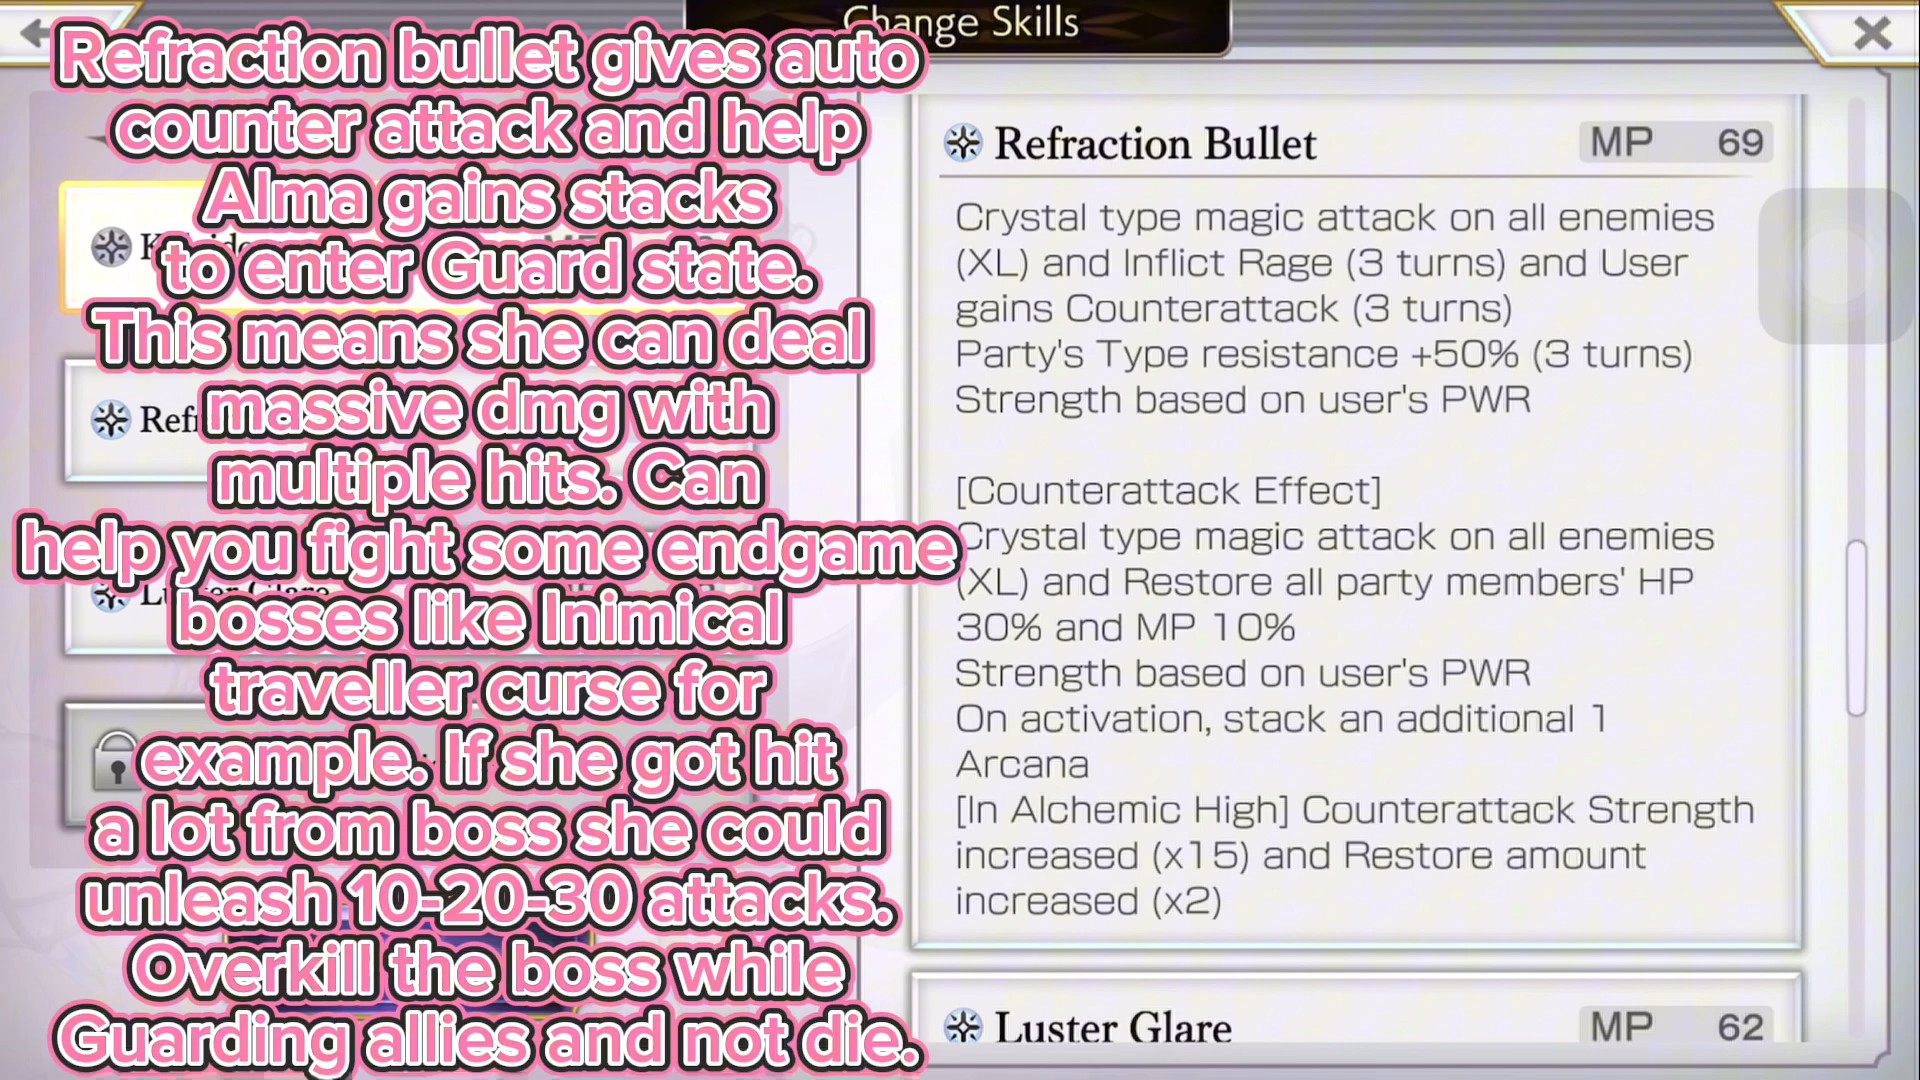 Change Skills
Refraction bullet gives auto
counter attack and help
Alma gains stacks
to enter Guard state.
This means she can deal
massive dmg with
multiple hits. Can
help you fight some endgame
bosses like Inimical
traveller curse for
example. If she got hit
a lot from boss she could
unleash 10-20-30 attacks.
Overkill the boss while
Guarding allies and not die.
Refraction Bullet MP 69
Crystal type magic attack on all enemies
(XL) and Inflict Rage (3 turns) and User
gains Counterattack (3 turns)
Party's Type resistance +50% (3 turns)
Strength based on user's PWR
[Counterattack Effect]
Crystal type magic attack on all enemies
(XL) and Restore all party members' HP
30% and MP 10%
Strength based on user's PWR
On activation, stack an additional 1
Arcana
[In Alchemic High] Counterattack Strength
increased (x15) and Restore amount
increased (x2)
Luster Glare MP 62